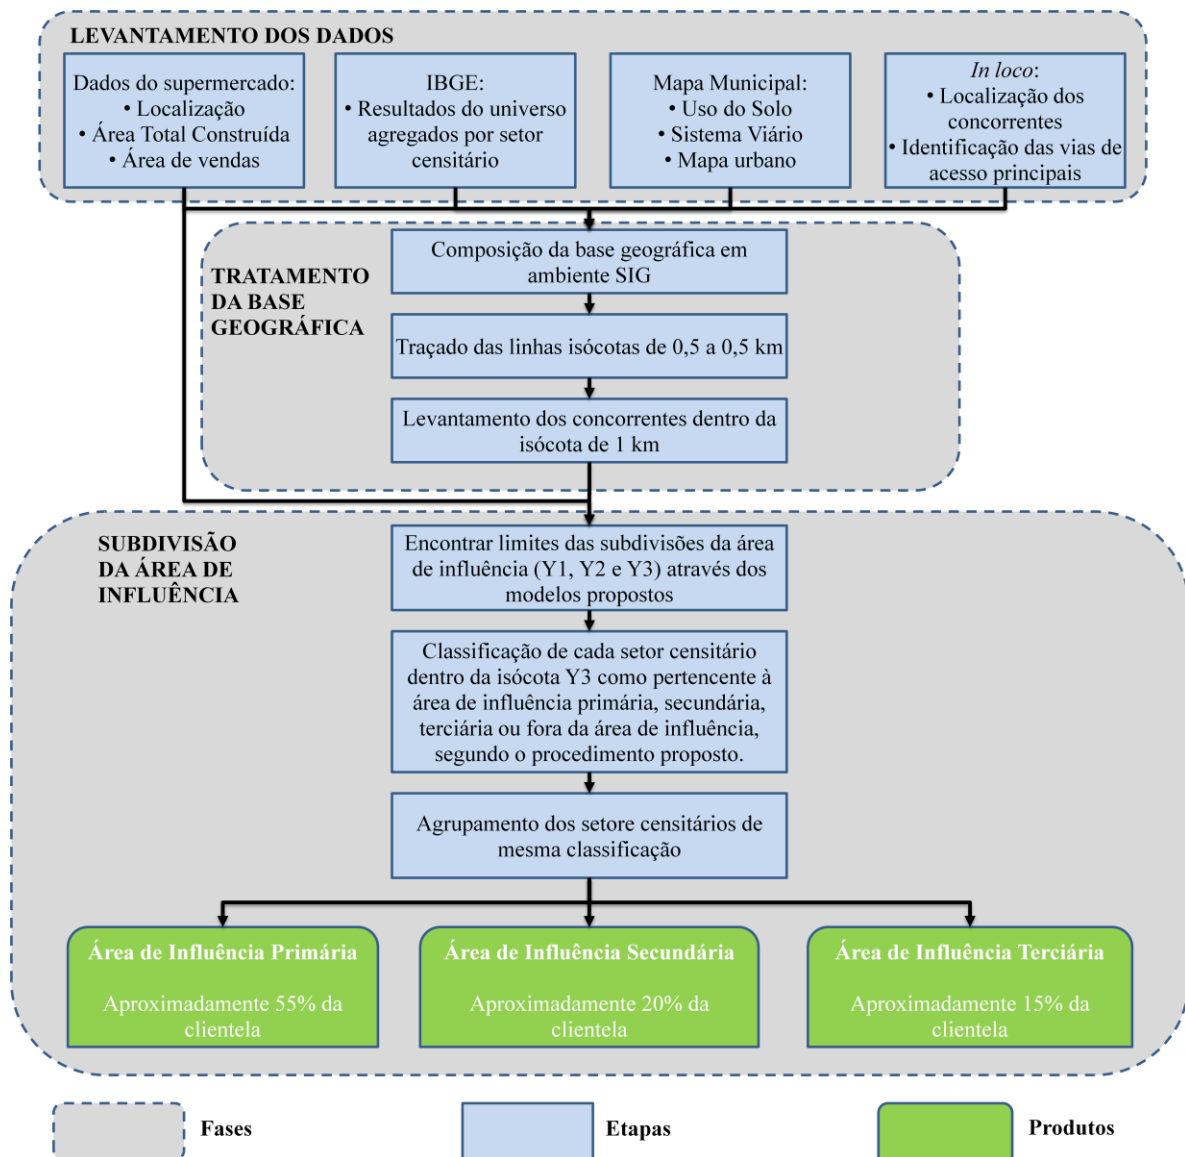 LEVANTAMENTO DOS DADOS
Dados do supermercado:
• Localização
• Área Total Construída
• Área de vendas
IBGE:
• Resultados do universo
agregados por setor
censitário
Mapa Municipal:
• Uso do Solo
• Sistema Viário
• Mapa urbano
In loco:
• Localização dos
concorrentes
• Identificação das vias de
acesso principais
TRATAMENTO
DA BASE
GEOGRÁFICA
Composição da base geográfica em
ambiente SIG
Traçado das linhas isócotas de 0,5 a 0,5 km
Levantamento dos concorrentes dentro da
isócota de 1 km
SUBDIVISÃO
DA ÁREA DE
INFLUÊNCIA
Encontrar limites das subdivisões da área
de influência (Y1, Y2 e Y3) através dos
modelos propostos
Classificação de cada setor censitário
dentro da isócota Y3 como pertencente à
área de influência primária, secundária,
terciária ou fora da área de influência,
segundo o procedimento proposto.
Agrupamento dos setore censitários de
mesma classificação
Área de Influência Primária
Aproximadamente 55% da
clientela
Área de Influência Secundária
Aproximadamente 20% da
clientela
Área de Influência Terciária
Aproximadamente 15% da
clientela
Fases
Etapas
Produtos